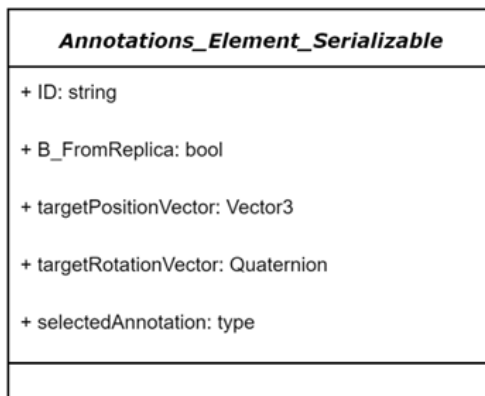 Annotations_Element_Serializable
+ ID: string
+ B_FromReplica: bool
+ targetPositionVector: Vector3
+ targetRotationVector: Quaternion
+ selectedAnnotation: type